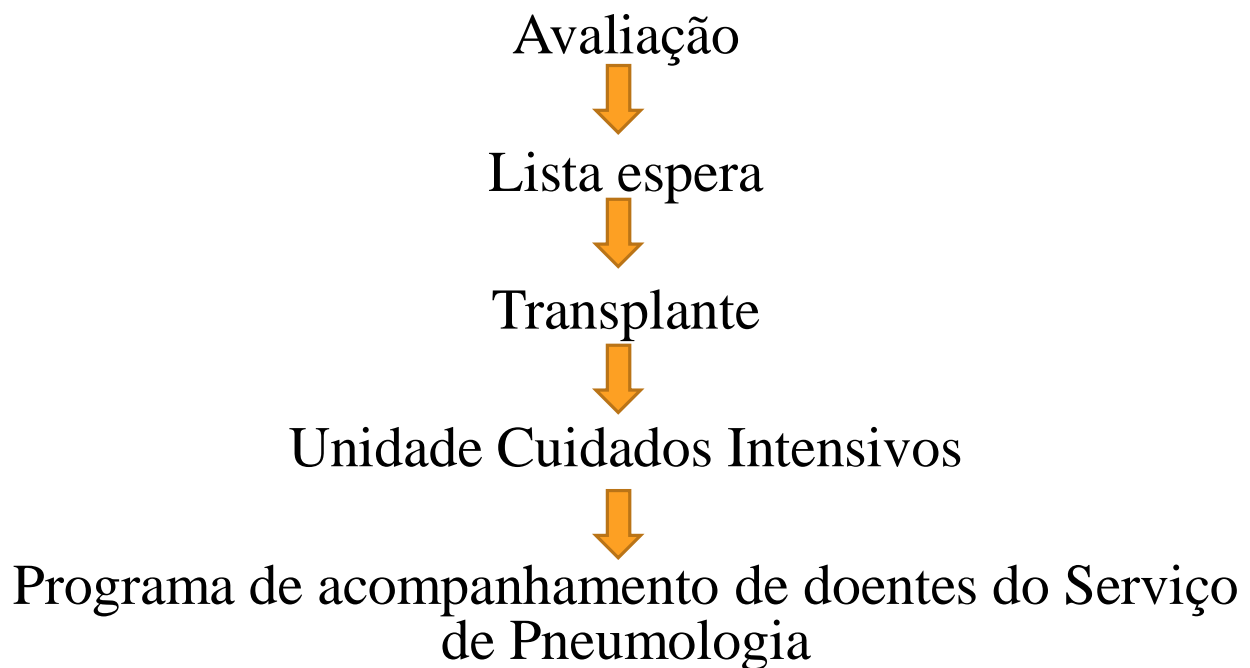 Avaliação
Lista espera
Transplante
Unidade Cuidados Intensivos
Programa de acompanhamento de doentes do Serviço
de Pneumologia